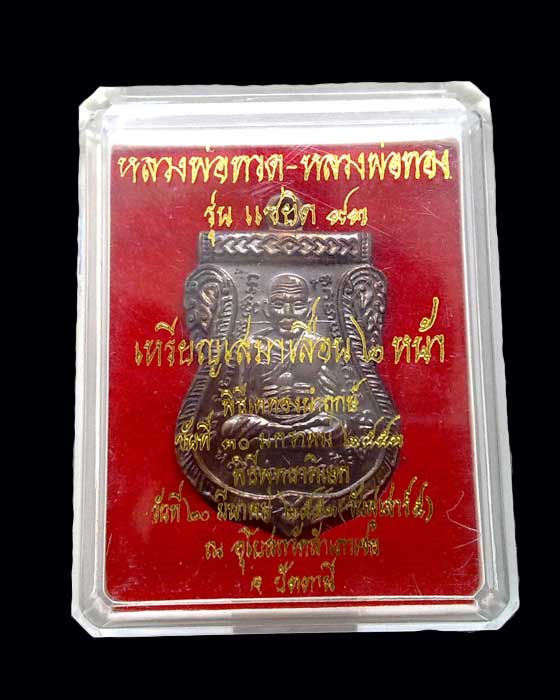 หลวงพ่อทวด-หลวงพ่อทอง
รุ่น แซยิด ๙๓
เหรียญเสมาเลื่อน ๒ หน้า
พิธีเททองนำฤกษ์
วันที่ ๓๐ มกราคม ๒๕๕๓
พิธีพุทธาภิเษก
วันที่ ๒๐ มีนาคม ๒๕๕๓ (วันเสาร์๕)
ณ อุโบสถวัดสำเภาเชย
จ ปัตตานี